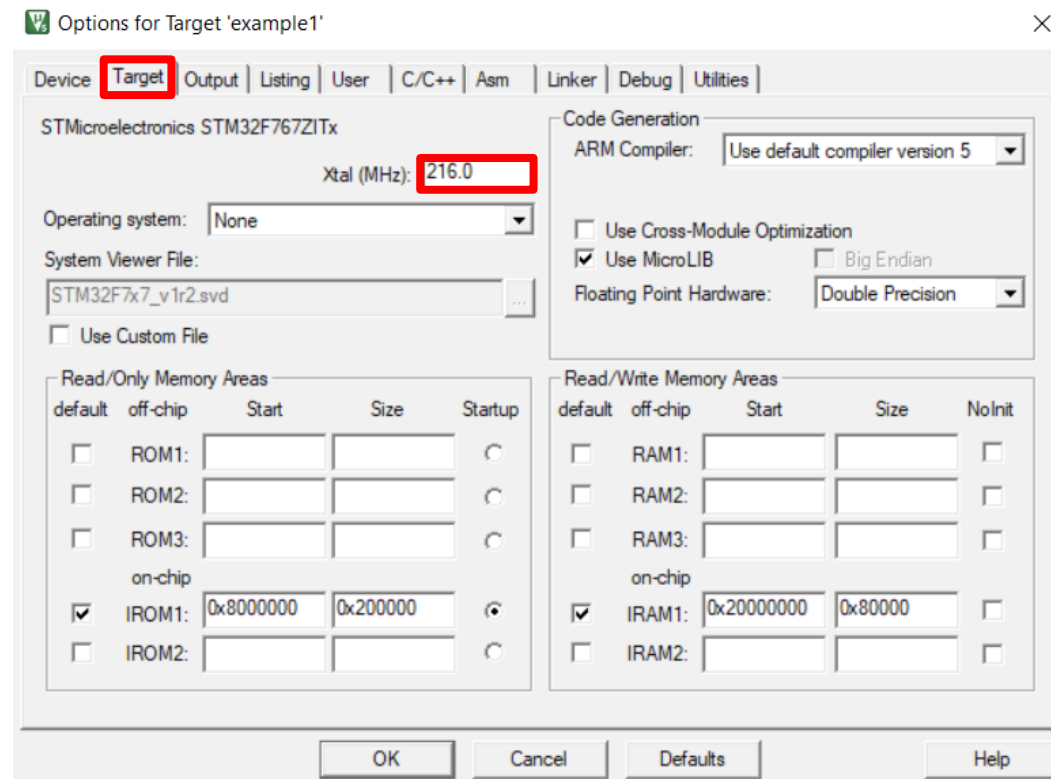 Options for Target 'example1'
Device Target Output Listing User C/C++ Asm Linker Debug Utilities
STMicroelectronics STM32F767ZITx
Xtal (MHz): 216.0
Operating system: None
System Viewer File:
STM32F7x7_v1r2.svd ...
Use Custom File
Code Generation
ARM Compiler: Use default compiler version 5
Use Cross-Module Optimization
Use MicroLIB Big Endian
Floating Point Hardware: Double Precision
Read/Only Memory Areas
default off-chip Start Size Startup
ROM1:
ROM2:
ROM3:
on-chip
IROM1: 0x8000000 0x200000
IROM2:
Read/Write Memory Areas
default off-chip Start Size NoInit
RAM1:
RAM2:
RAM3:
on-chip
IRAM1: 0x20000000 0x80000
IRAM2:
OK Cancel Defaults Help